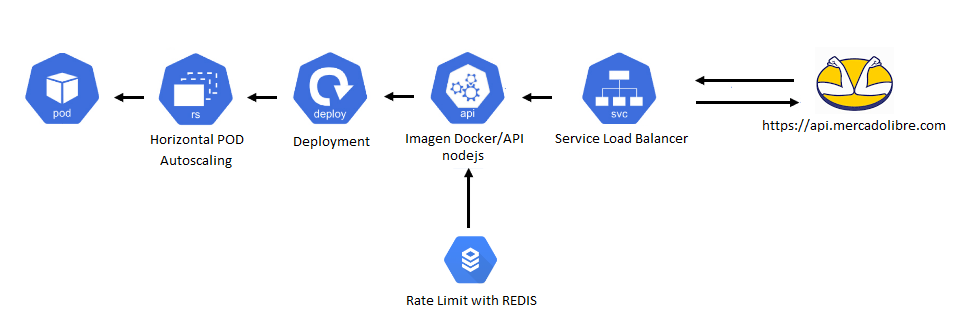 pod
rs
deploy
api
svc
Horizontal POD
Autoscaling
Deployment
Imagen Docker/API
nodejs
Service Load Balancer
https://api.mercadolibre.com
Rate Limit with REDIS